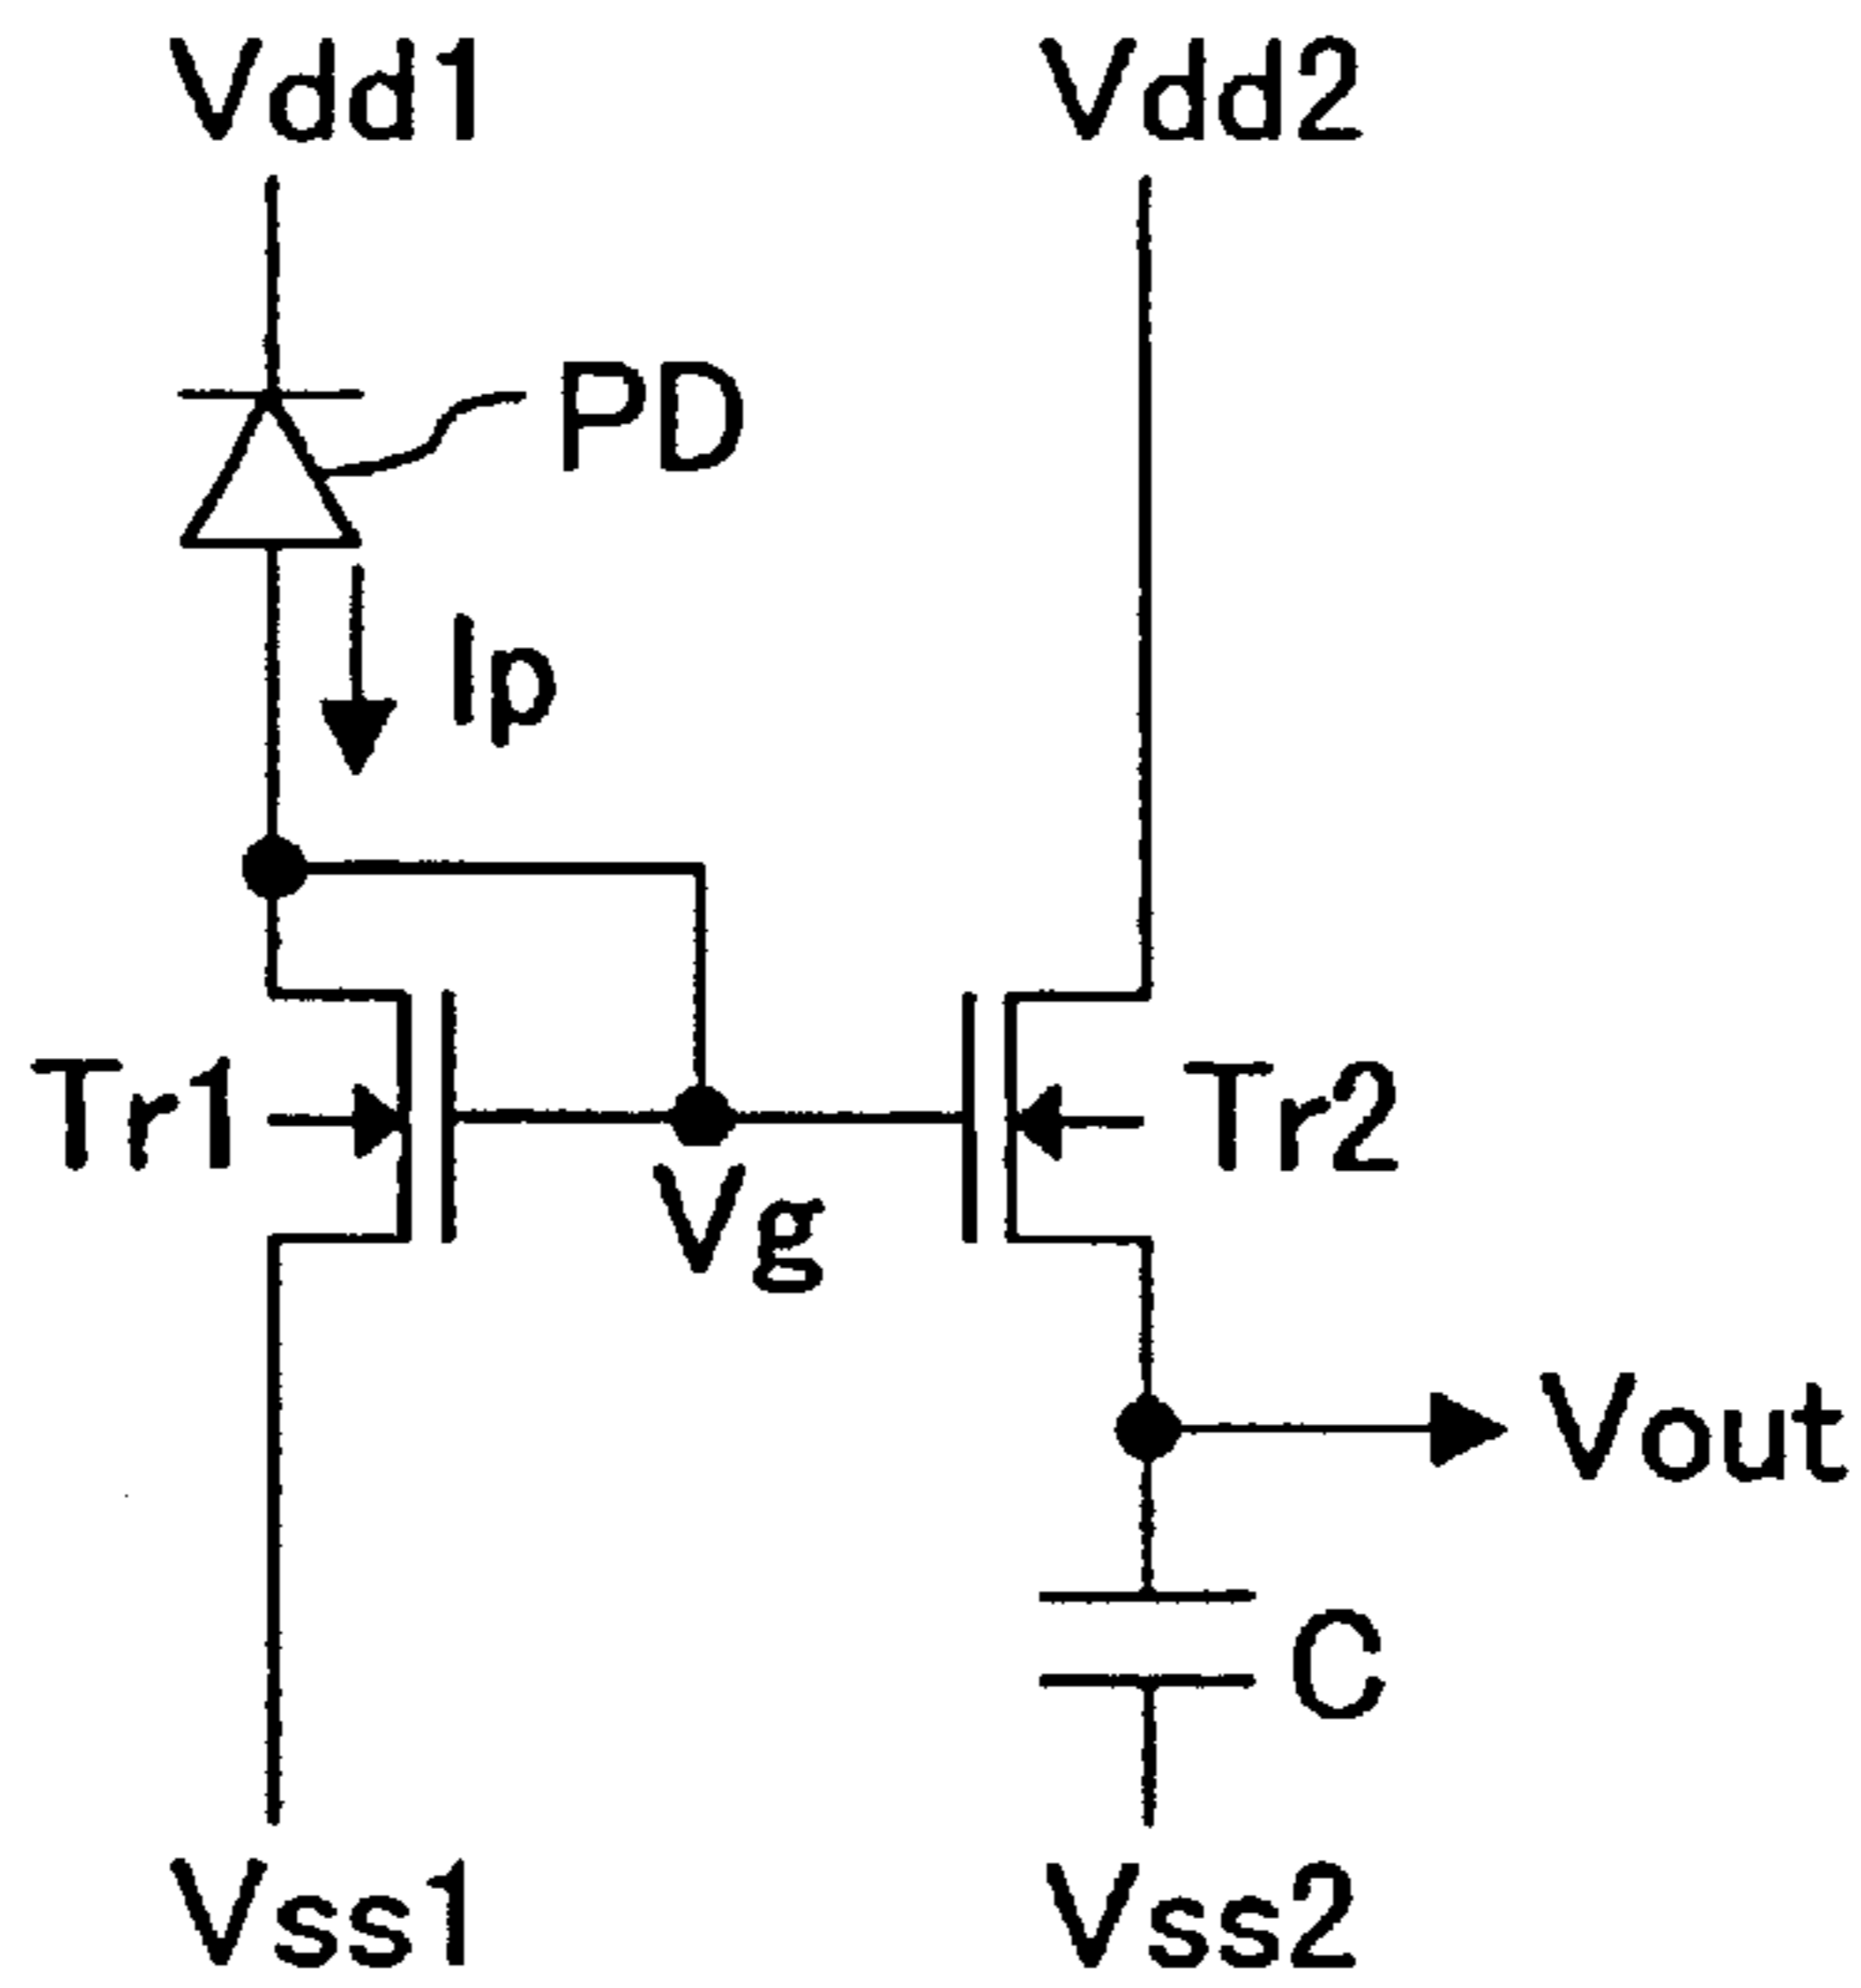 Vdd1
Vdd2
PD
Ip
Tr1
Tr2
Vg
Vout
C
Vss1
Vss2